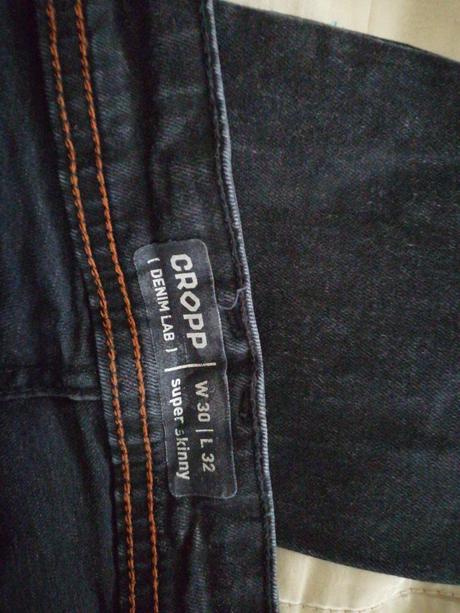 CROPP
[ DENIM LAB ]
W 30 | L 32
super skinny